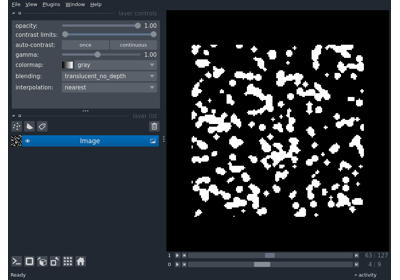 File View Plugins Window Help
layer controls
opacity: 1.00
contrast limits:
auto-contrast: once continuous
gamma: 1.00
colormap: gray
blending: translucent_no_depth
interpolation: nearest
layer list
Image
1 63 127
0 4 9
Ready activity